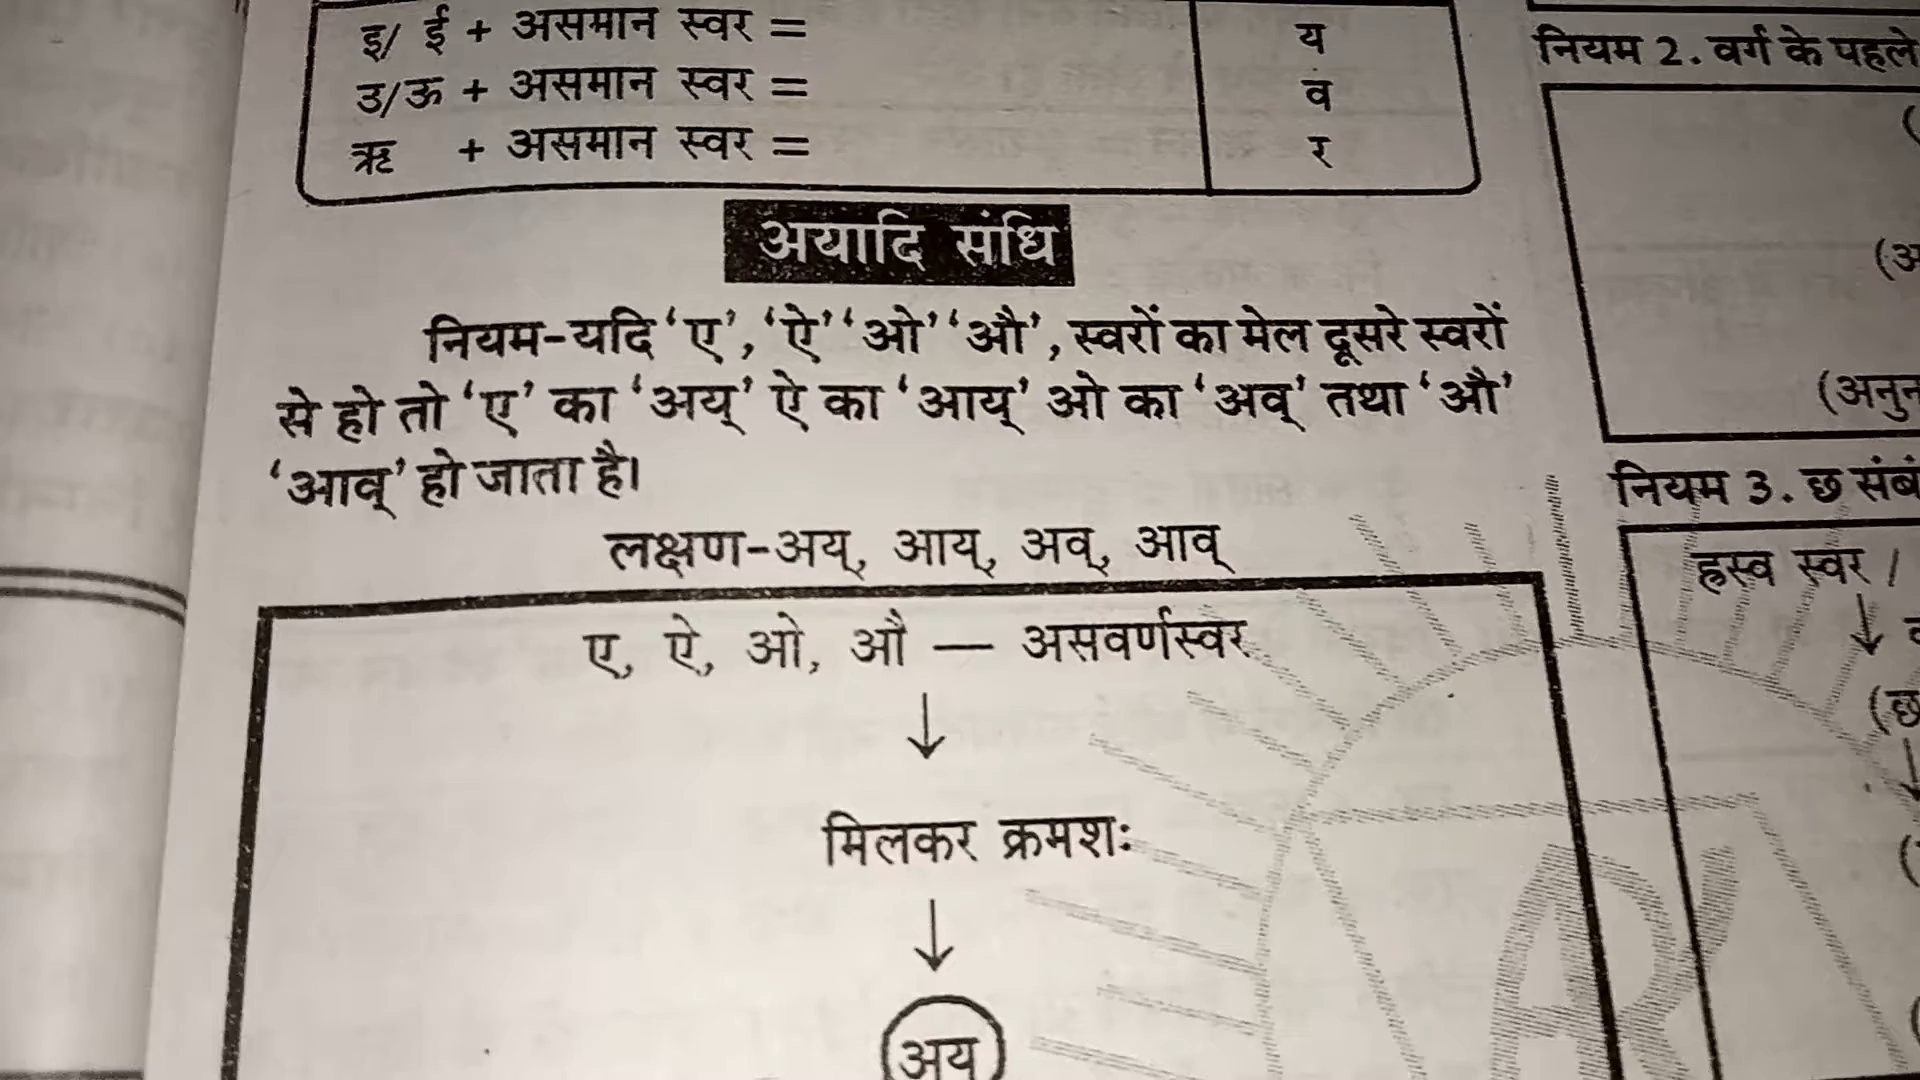 इ/ ई + असमान स्वर = य
उ/ऊ + असमान स्वर = व
ऋ + असमान स्वर = र
अयादि संधि
नियम-यदि ‘ए’, ‘ऐ’ ‘ओ’ ‘औ’, स्वरों का मेल दूसरे स्वरों
से हो तो ‘ए’ का ‘अय्’ ऐ का ‘आय्’ ओ का ‘अव्’ तथा ‘औ’
‘आव्’ हो जाता है।
लक्षण-अय्, आय्, अव्, आव्
ए, ऐ, ओ, औ — असवर्णस्वर
↓
मिलकर क्रमशः
↓
अय
नियम 2. वर्ग के पहले
नियम 3. छ
ह्रस्व स्वर /
↓